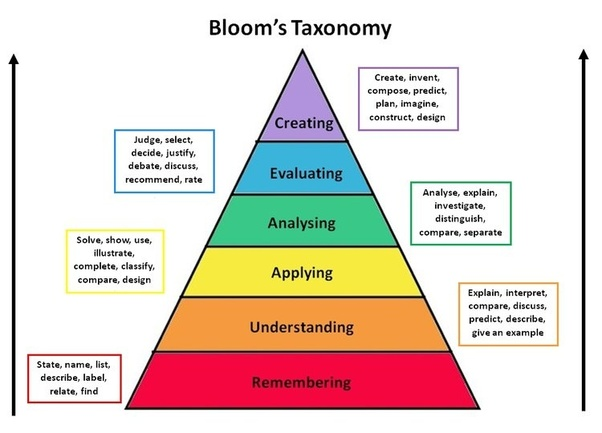 Bloom's Taxonomy
Create, invent,
compose, predict,
plan, imagine,
construct, design
Creating
Judge, select,
decide, justify,
debate, discuss,
recommend, rate
Evaluating
Analyse, explain,
investigate,
distinguish,
compare, separate
Analysing
Solve, show, use,
illustrate,
complete, classify,
compare, design
Applying
Explain, interpret,
compare, discuss,
predict, describe,
give an example
Understanding
State, name, list,
describe, label,
relate, find
Remembering